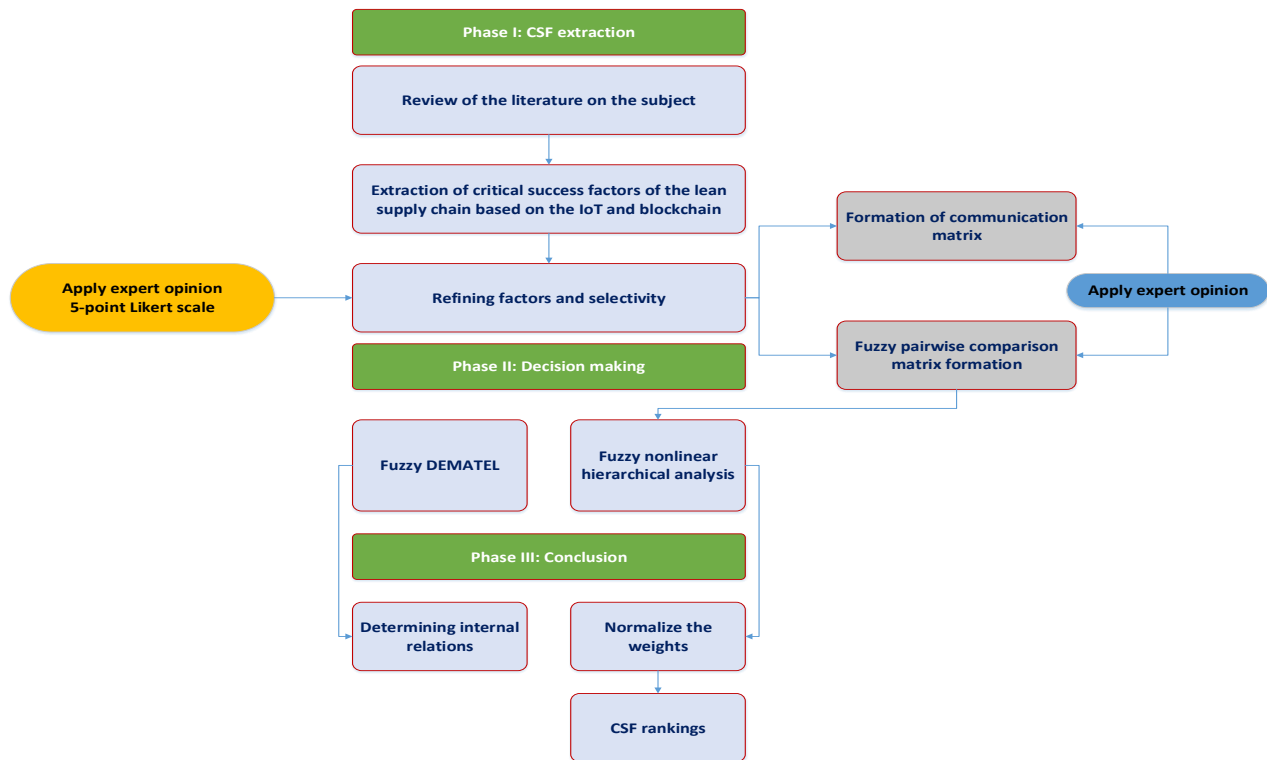 Phase I: CSF extraction
Review of the literature on the subject
Extraction of critical success factors of the lean
supply chain based on the IoT and blockchain
Formation of communication
matrix
Apply expert opinion
5-point Likert scale
Refining factors and selectivity
Apply expert opinion
Fuzzy pairwise comparison
matrix formation
Phase II: Decision making
Fuzzy DEMATEL
Fuzzy nonlinear
hierarchical analysis
Phase III: Conclusion
Determining internal
relations
Normalize the
weights
CSF rankings